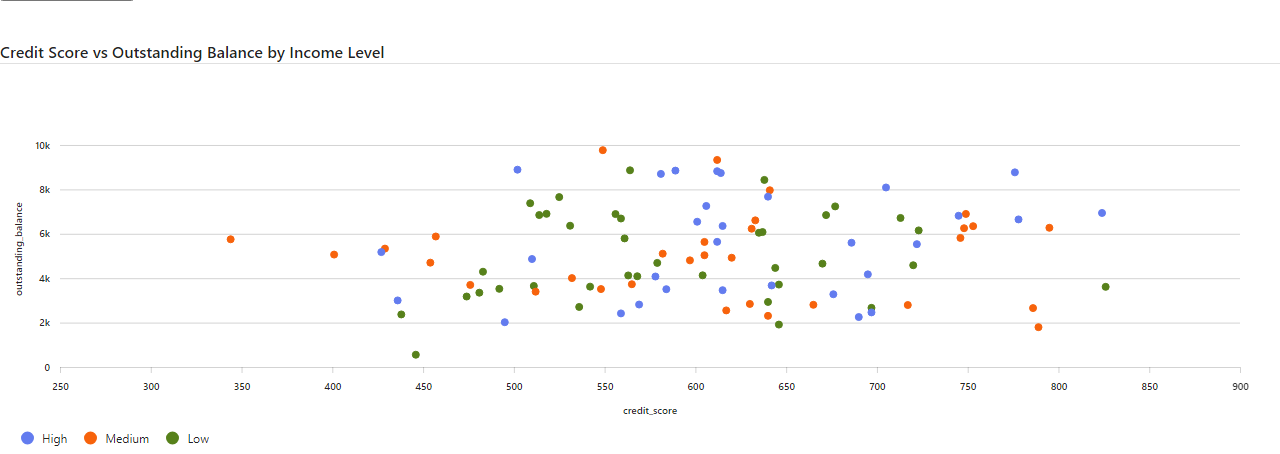 Credit Score vs Outstanding Balance by Income Level
10k
8k
6k
4k
2k
0
outstanding_balance
250 300 350 400 450 500 550 600 650 700 750 800 850 900
credit_score
High Medium Low